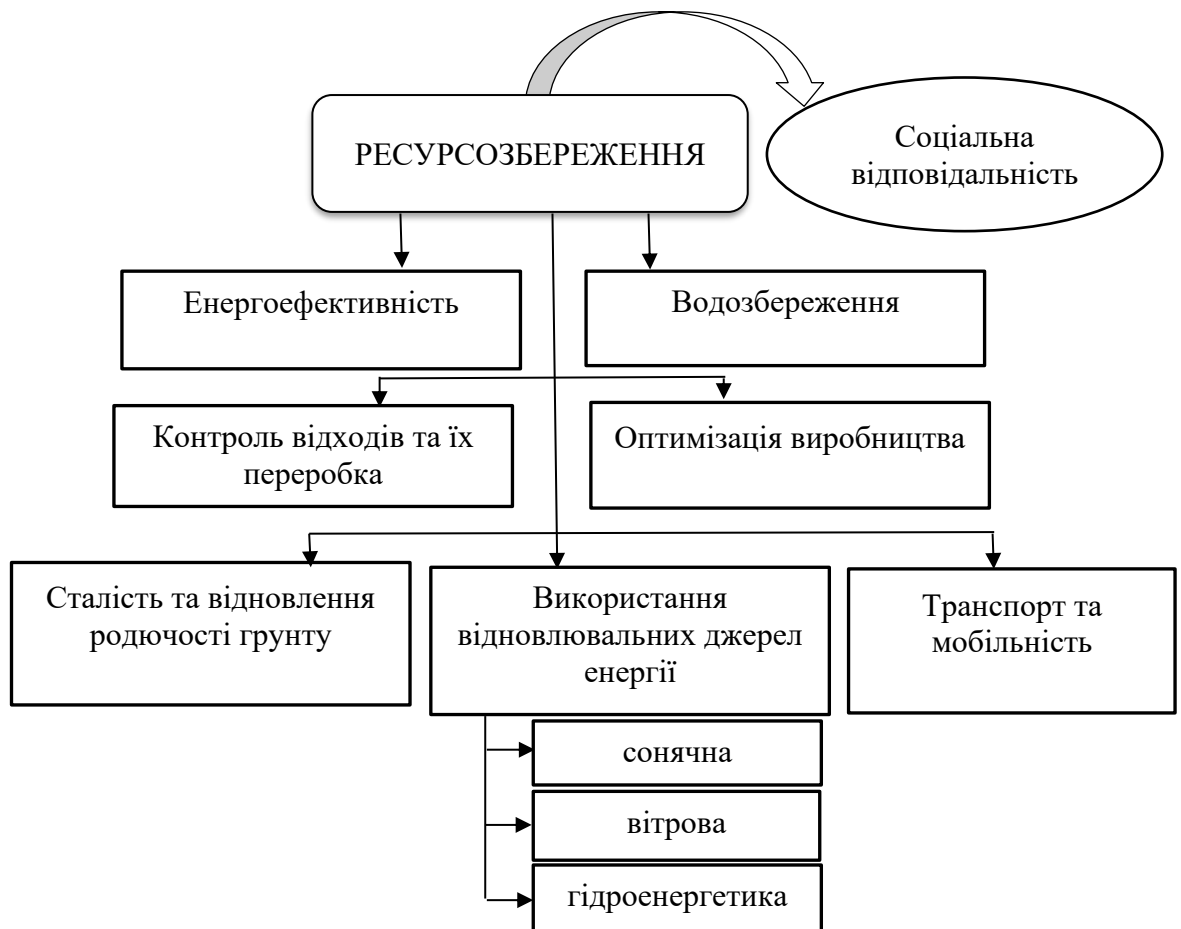 РЕСУРСОЗБЕРЕЖЕННЯ
Соціальна
відповідальність
Енергоефективність
Водозбереження
Контроль відходів та їх
переробка
Оптимізація виробництва
Сталість та відновлення
родючості грунту
Використання
відновлювальних джерел
енергії
Транспорт та
мобільність
сонячна
вітрова
гідроенергетика